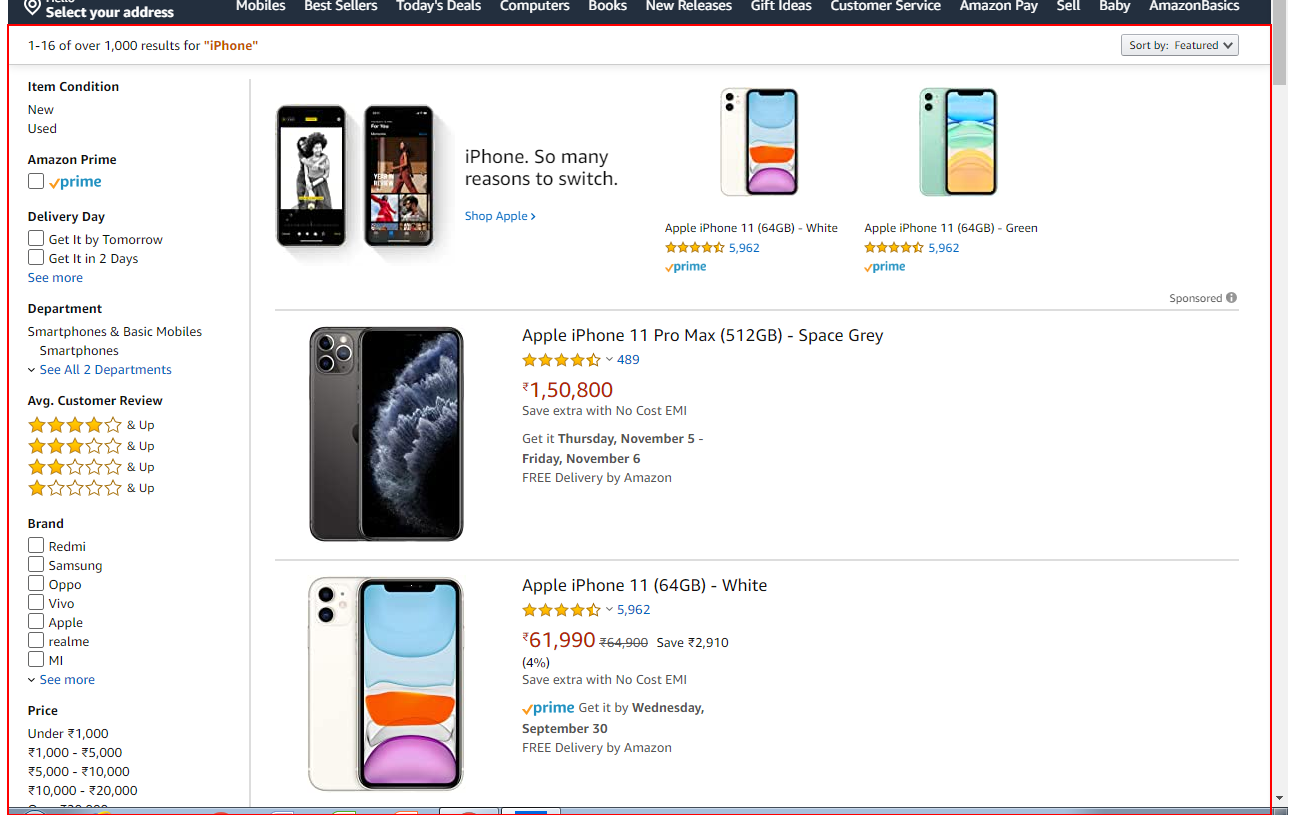 Hello
Select your address
Mobiles Best Sellers Today's Deals Computers Books New Releases Gift Ideas Customer Service Amazon Pay Sell Baby AmazonBasics
1-16 of over 1,000 results for "iPhone"
Sort by: Featured
Item Condition
New
Used
Amazon Prime
prime
Delivery Day
Get It by Tomorrow
Get It in 2 Days
See more
Department
Smartphones & Basic Mobiles
Smartphones
See All 2 Departments
Avg. Customer Review
& Up
& Up
& Up
& Up
Brand
Redmi
Samsung
Oppo
Vivo
Apple
realme
MI
See more
Price
Under ₹1,000
₹1,000 - ₹5,000
₹5,000 - ₹10,000
₹10,000 - ₹20,000
For You
iPhone. So many
reasons to switch.
Shop Apple
Apple iPhone 11 (64GB) - White
5,962
prime
Apple iPhone 11 (64GB) - Green
5,962
prime
Sponsored
Apple iPhone 11 Pro Max (512GB) - Space Grey
489
₹1,50,800
Save extra with No Cost EMI
Get it Thursday, November 5 -
Friday, November 6
FREE Delivery by Amazon
Apple iPhone 11 (64GB) - White
5,962
₹61,990 ₹64,900 Save ₹2,910
(4%)
Save extra with No Cost EMI
prime Get it by Wednesday,
September 30
FREE Delivery by Amazon